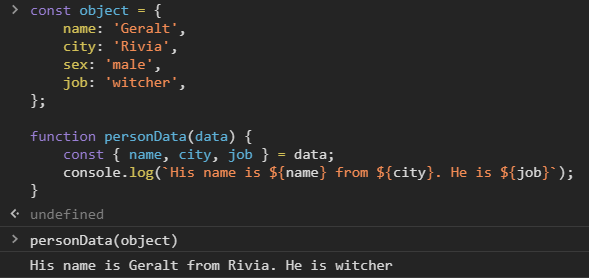 const object = {
    name: 'Geralt',
    city: 'Rivia',
    sex: 'male',
    job: 'witcher',
};
function personData(data) {
    const { name, city, job } = data;
    console.log(`His name is ${name} from ${city}. He is ${job}`);
}
undefined
personData(object)
His name is Geralt from Rivia. He is witcher